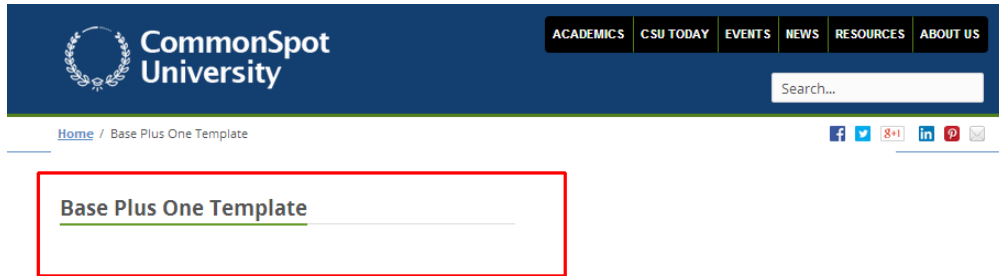 CommonSpot
University
ACADEMICS CSU TODAY EVENTS NEWS RESOURCES ABOUT US
Search...
Home / Base Plus One Template
8+1
Base Plus One Template